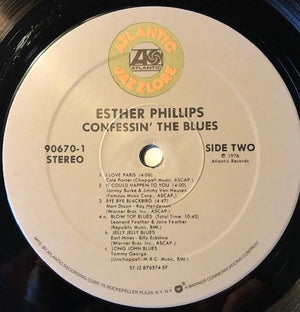 ATLANTIC
JAZZLORE
ESTHER PHILLIPS
CONFESSIN' THE BLUES
90670-1
STEREO
SIDE TWO
℗ 1976
Atlantic Records
1. I LOVE PARIS (4:06)
Cole Porter (Chappell Music, ASCAP.)
2. IT COULD HAPPEN TO YOU (4:00)
Johnny Burke & Jimmy Van Heusen
(Famous Music Corp., ASCAP.)
3. BYE BYE BLACKBIRD (4:47)
Mort Dixon - Ray Henderson
(Warner Bros. Inc., ASCAP.)
4.a BLOW TOP BLUES (Total Time: 10:42)
Leonard Feather & Jane Feather
(Republic Music, BMI.)
b JELLY JELLY BLUES
Earl Hines - Billy Eckstine
(Warner Bros., ASCAP.)
c LONG JOHN BLUES
Tommy George
(Unichappell/M.R.C. Music, BMI.)
ST-JZ-876574-SP
MFG. BY ATLANTIC RECORDING CORP., 75 ROCKEFELLER PLAZA, N.Y., N.Y. A WARNER COMMUNICATIONS COMPANY